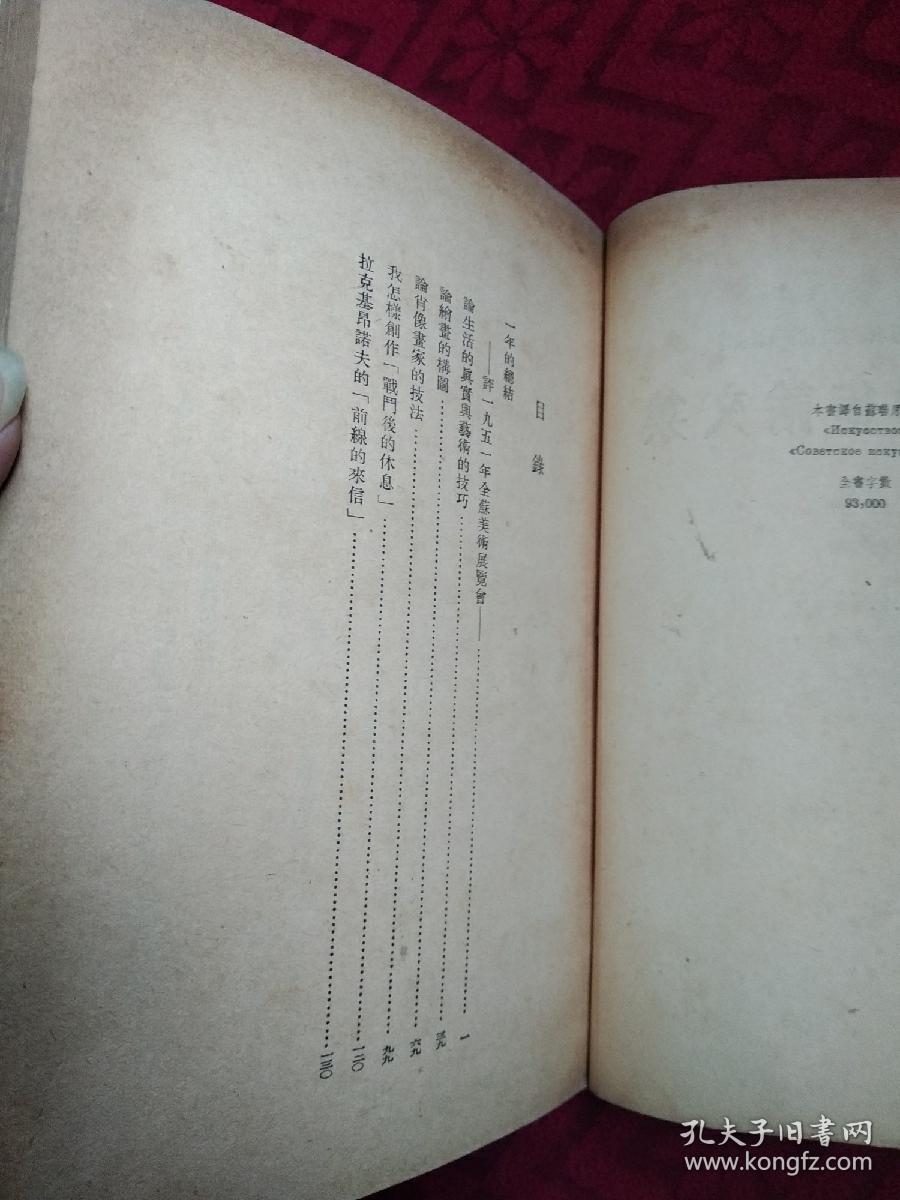 目錄
一年的總結
——評一九五一年全蘇美術展覽會——……一
論生活的眞實與藝術的技巧……三九
論繪畫的構圖……六九
論肖像畫家的技法……九九
我怎樣創作「戰鬥後的休息」……一二〇
拉克基昂諾夫的「前線的來信」……一三〇
本書譯自蘇聯
«Искусство
«Советское иску
全書字數
93,000
孔夫子旧书网
www.kongfz.com